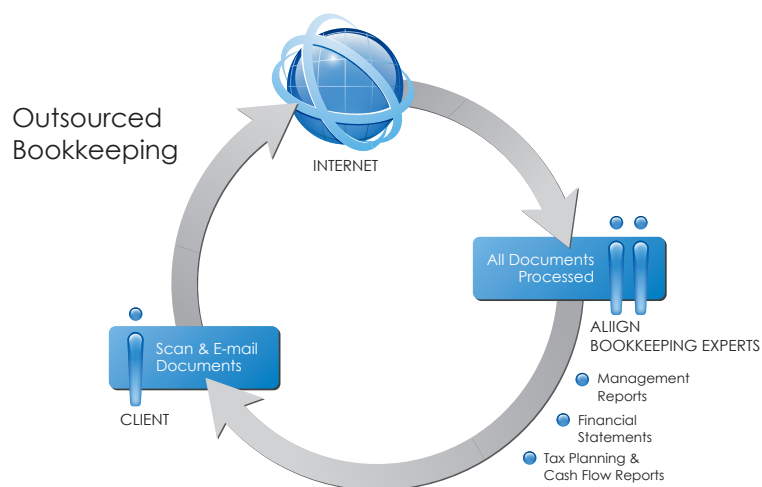 Outsourced
Bookkeeping
INTERNET
All Documents
Processed
ALIIGN
BOOKKEEPING EXPERTS
Management
Reports
Financial
Statements
Tax Planning &
Cash Flow Reports
Scan & E-mail
Documents
CLIENT